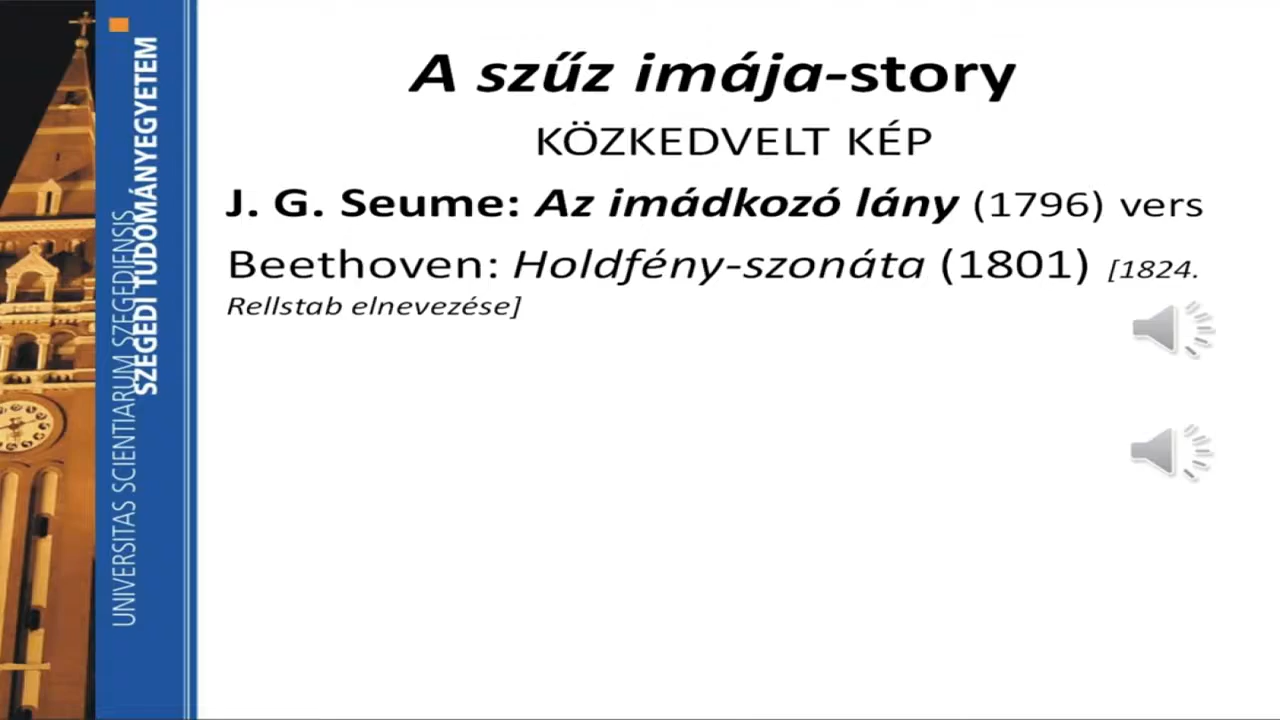 UNIVERSITAS SCIENTIARUM SZEGEDIENSIS
SZEGEDI TUDOMÁNYEGYETEM
A szűz imája-story
KÖZKEDVELT KÉP
J. G. Seume: Az imádkozó lány (1796) vers
Beethoven: Holdfény-szonáta (1801) [1824.
Rellstab elnevezése]